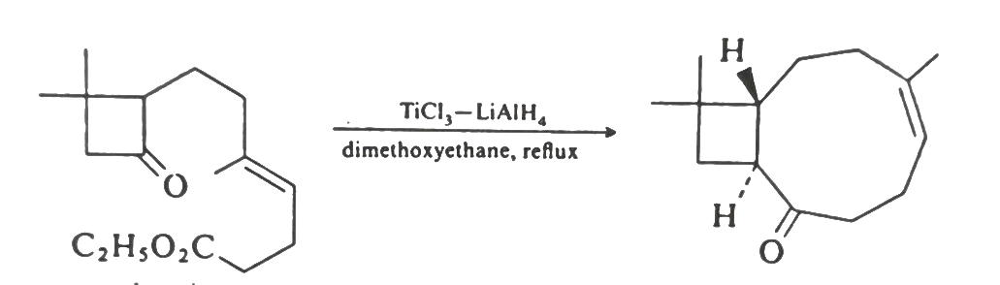 H
TiCl₃—LiAlH₄
dimethoxyethane, reflux
O
H
C₂H₅O₂C
O